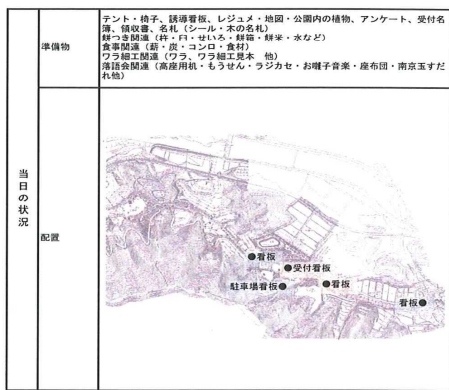 準備物
テント・椅子、誘導看板、レジュメ・地図・公園内の植物、アンケート、受付名
簿、領収書、名札（シール・木の名札）
餅つき関連（杵・臼・せいろ・餅箱・餅米・水など）
食事関連（薪・炭・コンロ・食材）
ワラ細工関連（ワラ、ワラ細工見本　他）
落語会関連（高座用机・もうせん・ラジカセ・お囃子音楽・座布団・南京玉すだ
れ他）
当日の状況
配置
●看板
●受付看板
駐車場看板●
●看板
看板●